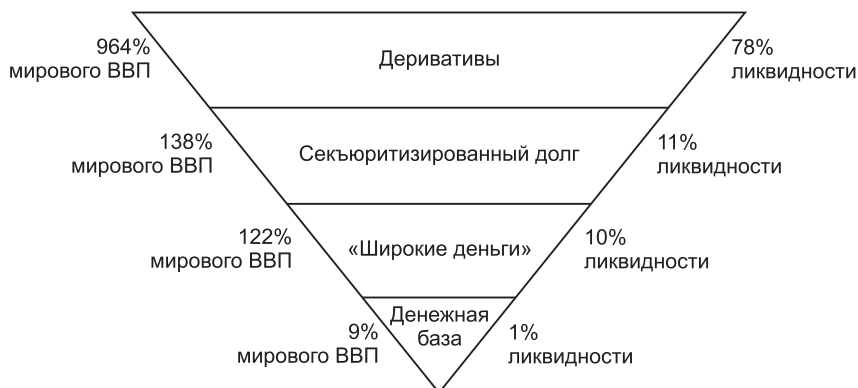 964%
мирового ВВП
Деривативы
78%
ликвидности
138%
мирового ВВП
Секъюритизированный долг
11%
ликвидности
122%
мирового ВВП
«Широкие деньги»
10%
ликвидности
9%
мирового ВВП
Денежная
база
1%
ликвидности